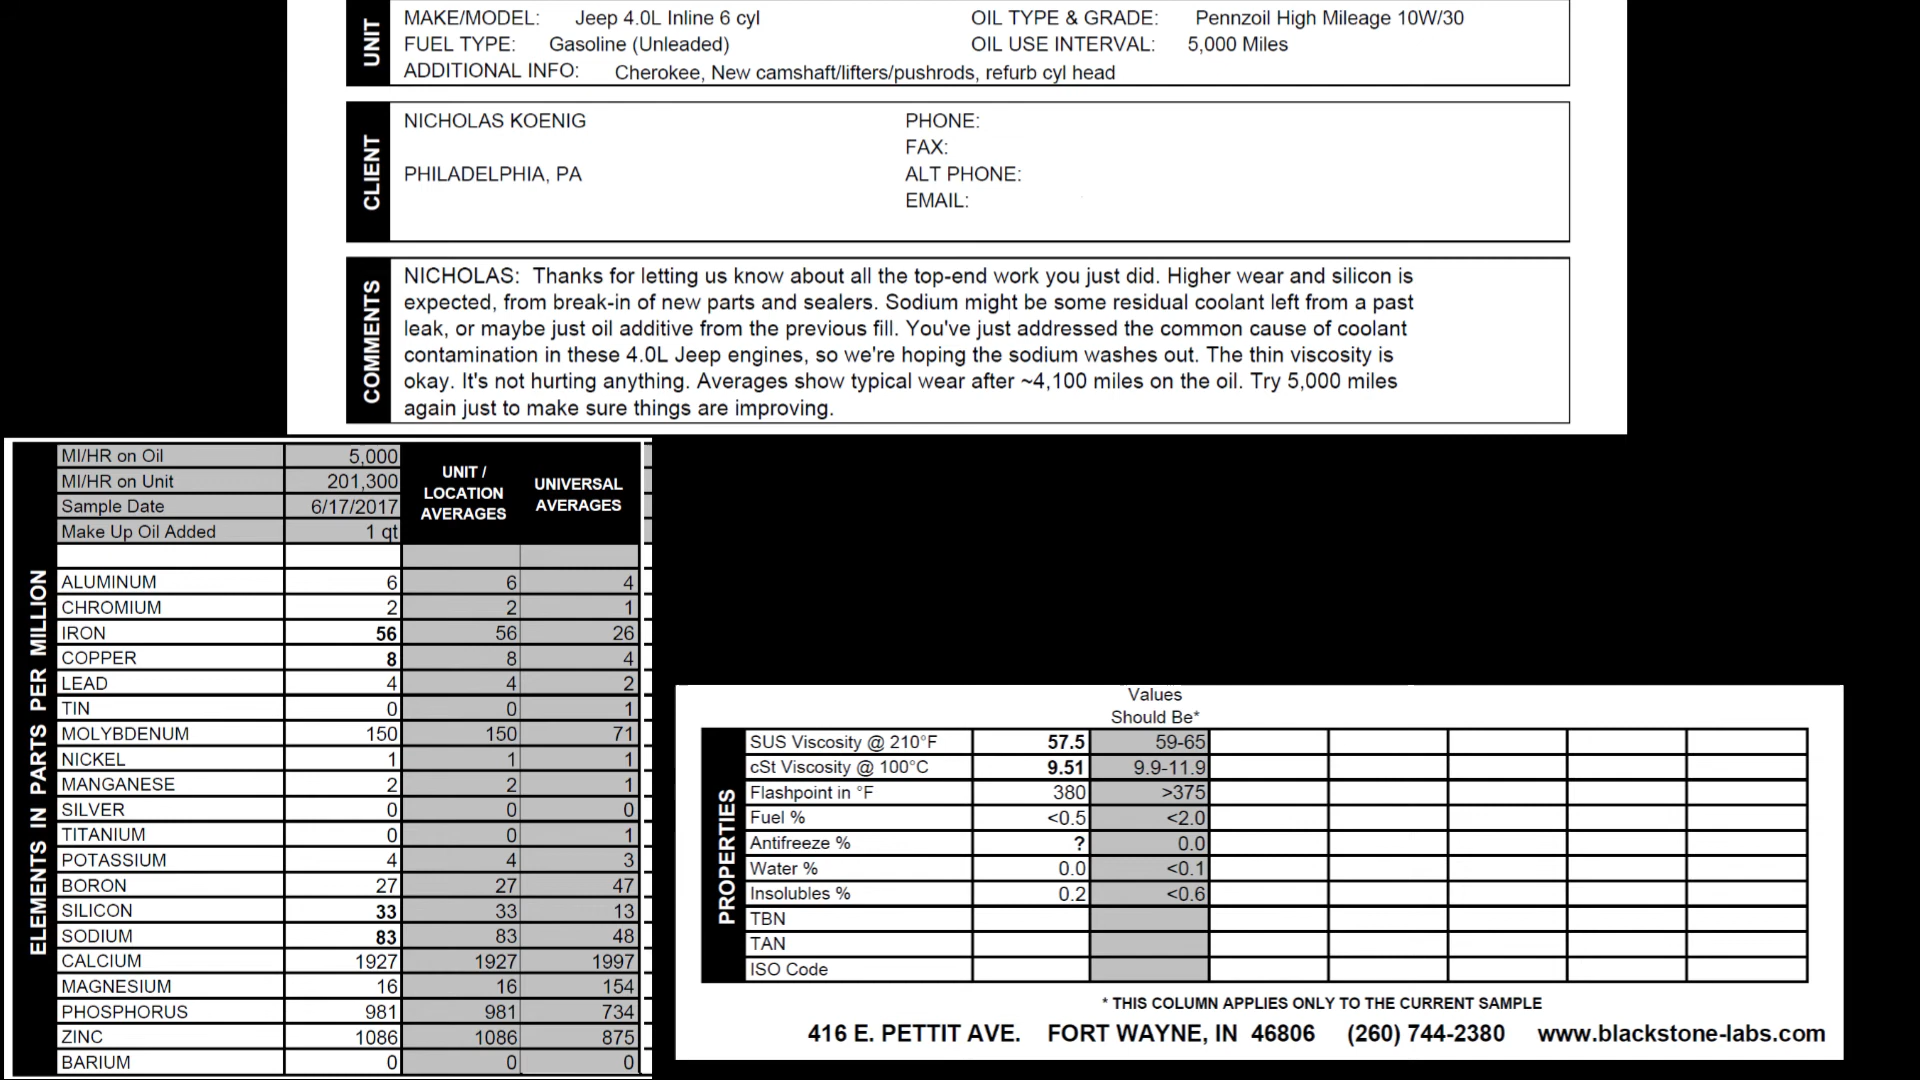 UNIT
MAKE/MODEL: Jeep 4.0L Inline 6 cyl OIL TYPE & GRADE: Pennzoil High Mileage 10W/30
FUEL TYPE: Gasoline (Unleaded) OIL USE INTERVAL: 5,000 Miles
ADDITIONAL INFO: Cherokee, New camshaft/lifters/pushrods, refurb cyl head
CLIENT
NICHOLAS KOENIG PHONE:
FAX:
PHILADELPHIA, PA ALT PHONE:
EMAIL:
COMMENTS
NICHOLAS: Thanks for letting us know about all the top-end work you just did. Higher wear and silicon is
expected, from break-in of new parts and sealers. Sodium might be some residual coolant left from a past
leak, or maybe just oil additive from the previous fill. You've just addressed the common cause of coolant
contamination in these 4.0L Jeep engines, so we're hoping the sodium washes out. The thin viscosity is
okay. It's not hurting anything. Averages show typical wear after ~4,100 miles on the oil. Try 5,000 miles
again just to make sure things are improving.
MI/HR on Oil 5,000
MI/HR on Unit 201,300
Sample Date 6/17/2017
Make Up Oil Added 1 qt
UNIT /
LOCATION
AVERAGES
UNIVERSAL
AVERAGES
ELEMENTS IN PARTS PER MILLION
ALUMINUM 6 6 4
CHROMIUM 2 2 1
IRON 56 56 26
COPPER 8 8 4
LEAD 4 4 2
TIN 0 0 1
MOLYBDENUM 150 150 71
NICKEL 1 1 1
MANGANESE 2 2 1
SILVER 0 0 0
TITANIUM 0 0 1
POTASSIUM 4 4 3
BORON 27 27 47
SILICON 33 33 13
SODIUM 83 83 48
CALCIUM 1927 1927 1997
MAGNESIUM 16 16 154
PHOSPHORUS 981 981 734
ZINC 1086 1086 875
BARIUM 0 0 0
Values
Should Be*
PROPERTIES
SUS Viscosity @ 210°F 57.5 59-65
cSt Viscosity @ 100°C 9.51 9.9-11.9
Flashpoint in °F 380 >375
Fuel % <0.5 <2.0
Antifreeze % ? 0.0
Water % 0.0 <0.1
Insolubles % 0.2 <0.6
TBN
TAN
ISO Code
* THIS COLUMN APPLIES ONLY TO THE CURRENT SAMPLE
416 E. PETTIT AVE. FORT WAYNE, IN 46806 (260) 744-2380 www.blackstone-labs.com